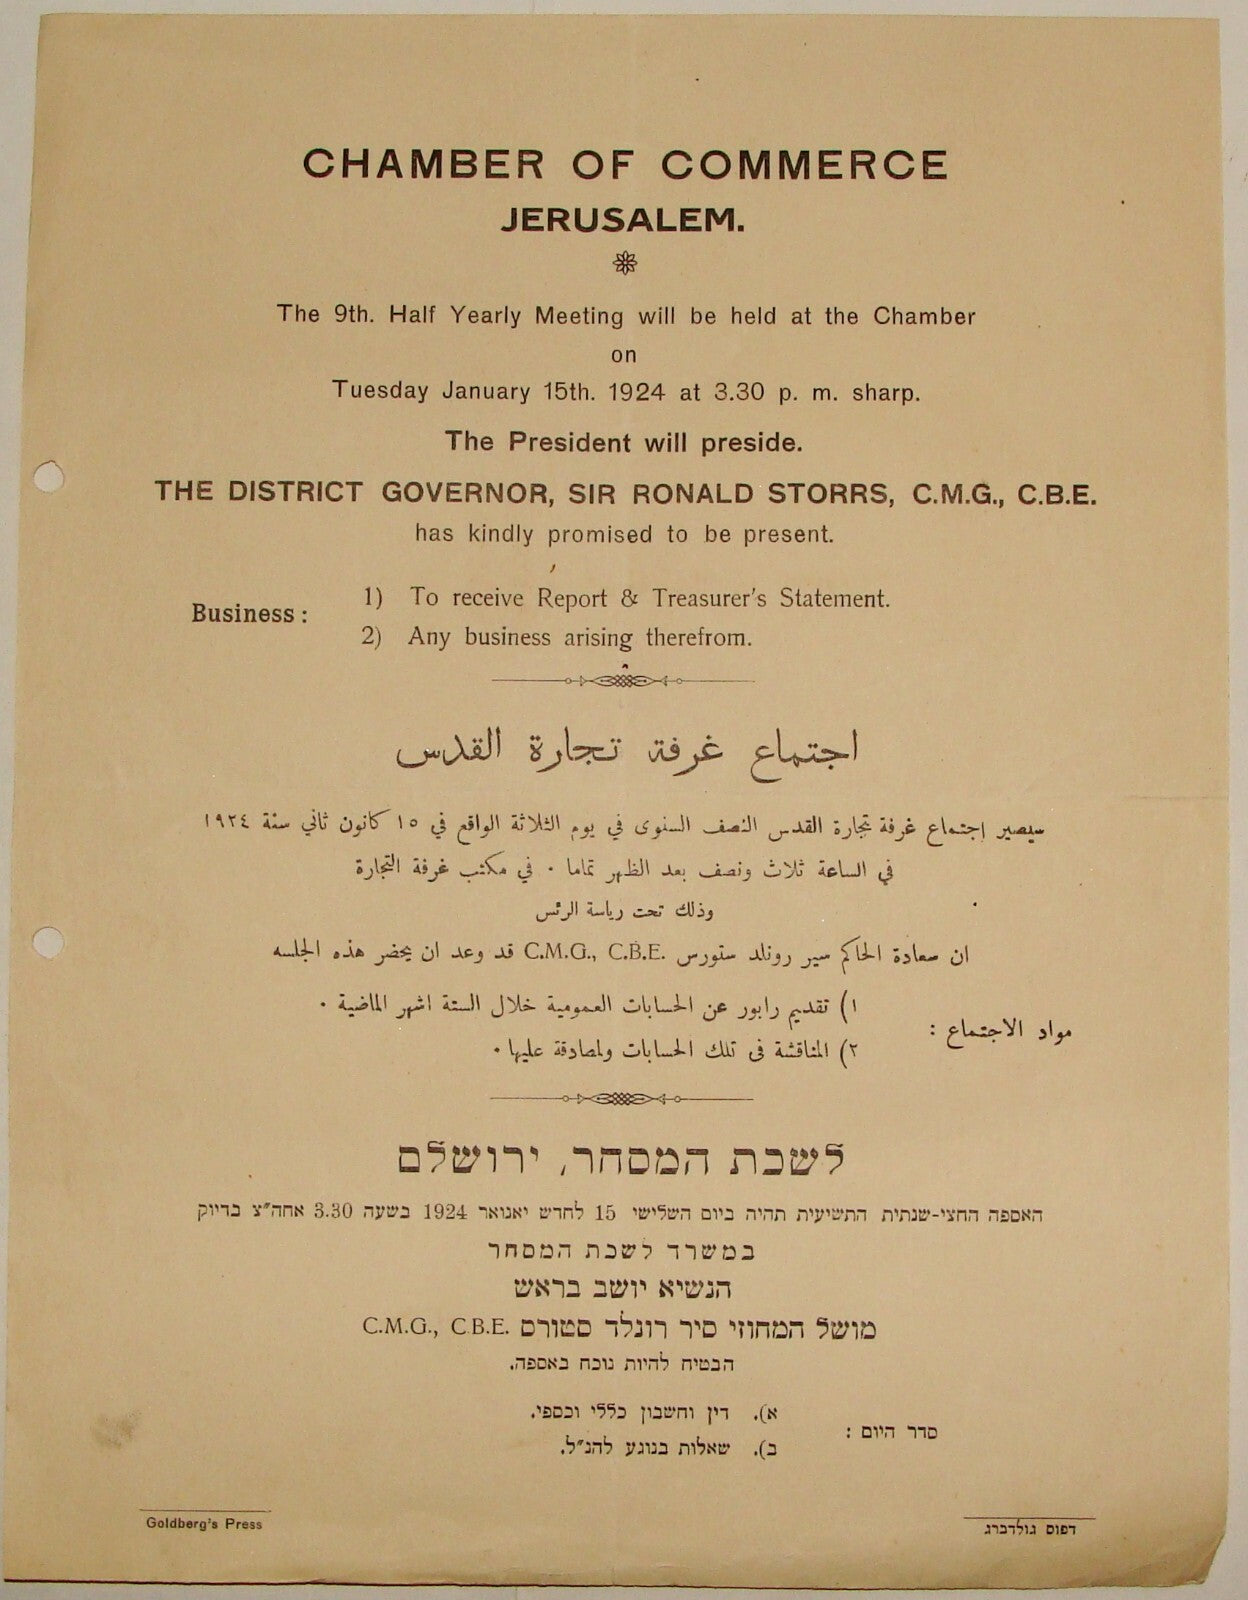 CHAMBER OF COMMERCE
JERUSALEM.
The 9th. Half Yearly Meeting will be held at the Chamber
on
Tuesday January 15th. 1924 at 3.30 p. m. sharp.
The President will preside.
THE DISTRICT GOVERNOR, SIR RONALD STORRS, C.M.G., C.B.E.
has kindly promised to be present.
Business :
1) To receive Report & Treasurer's Statement.
2) Any business arising therefrom.
اجتماع غرفة تجارة القدس
سيصير إجتماع غرفة تجارة القدس النصف السنوى في يوم الثلاثة الواقع في ١٥ كانون ثاني سنة ١٩٢٤
في الساعة ثلاث ونصف بعد الظهر تماما · في مكتب غرفة التجارة
وذلك تحت رياسة الرئس
ان سعادة الحاكم سير رونلد ستورس C.M.G., C.B.E. قد وعد ان يحضر هذه الجلسه
مواد الاجتماع :
١) تقديم رابور عن الحسابات العمومية خلال الستة اشهر الماضية ·
٢) المناقشة فى تلك الحسابات ولمصادقة عليها ·
לשכת המסחר, ירושלם
האספה החצי-שנתית התשיעית תהיה ביום השלישי 15 לחדש יאנואר 1924 בשעה 3.30 אחה״צ בדיוק
במשרד לשכת המסחר
הנשיא יושב בראש
מושל המחוזי סיר רונלד סטורס C.M.G., C.B.E.
הבטיח להיות נוכח באספה.
סדר היום :
א). דין וחשבון כללי וכספי.
ב). שאלות בנוגע להנ״ל.
Goldberg's Press
דפוס גולדברג